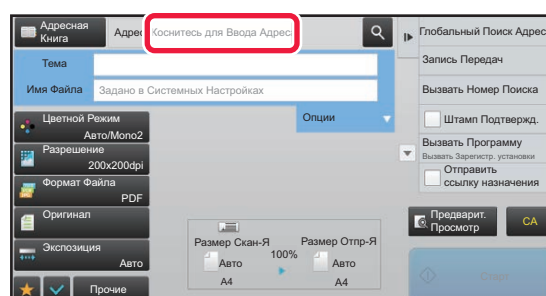 Адресная
Книга
Адрес
Коснитесь для Ввода Адреса
Тема
Имя Файла
Задано в Системных Настройках
Опции
Цветной Режим
Авто/Mono2
Разрешение
200x200dpi
Формат Файла
PDF
Оригинал
Экспозиция
Авто
Прочие
Размер Скан-Я
Авто
A4
100%
Размер Отпр-Я
Авто
A4
Глобальный Поиск Адрес
Запись Передач
Вызвать Номер Поиска
Штамп Подтвержд.
Вызвать Программу
Вызвать Зарегистр. установки
Отправить
ссылку назначения
Предварит.
Просмотр
CA
Старт